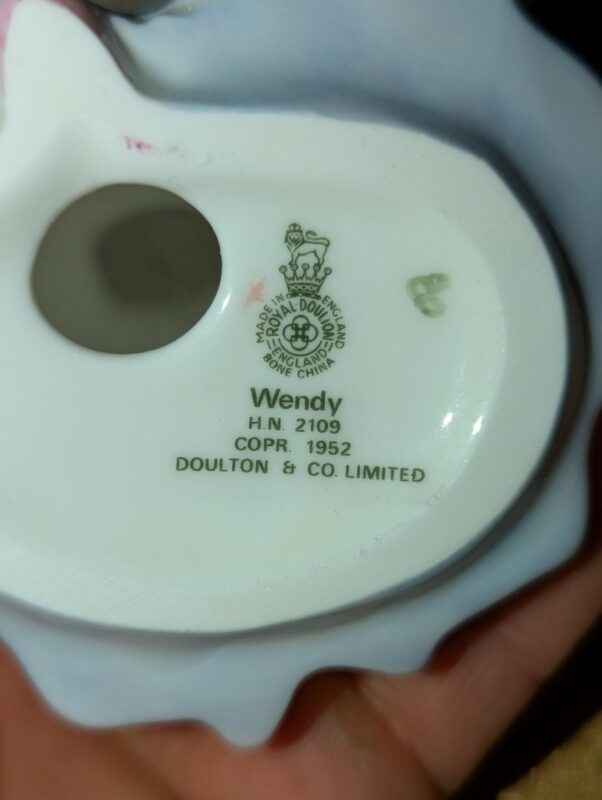 MADE IN ENGLAND
ROYAL DOULTON
ENGLAND
BONE CHINA
Wendy
H.N. 2109
COPR. 1952
DOULTON & CO. LIMITED